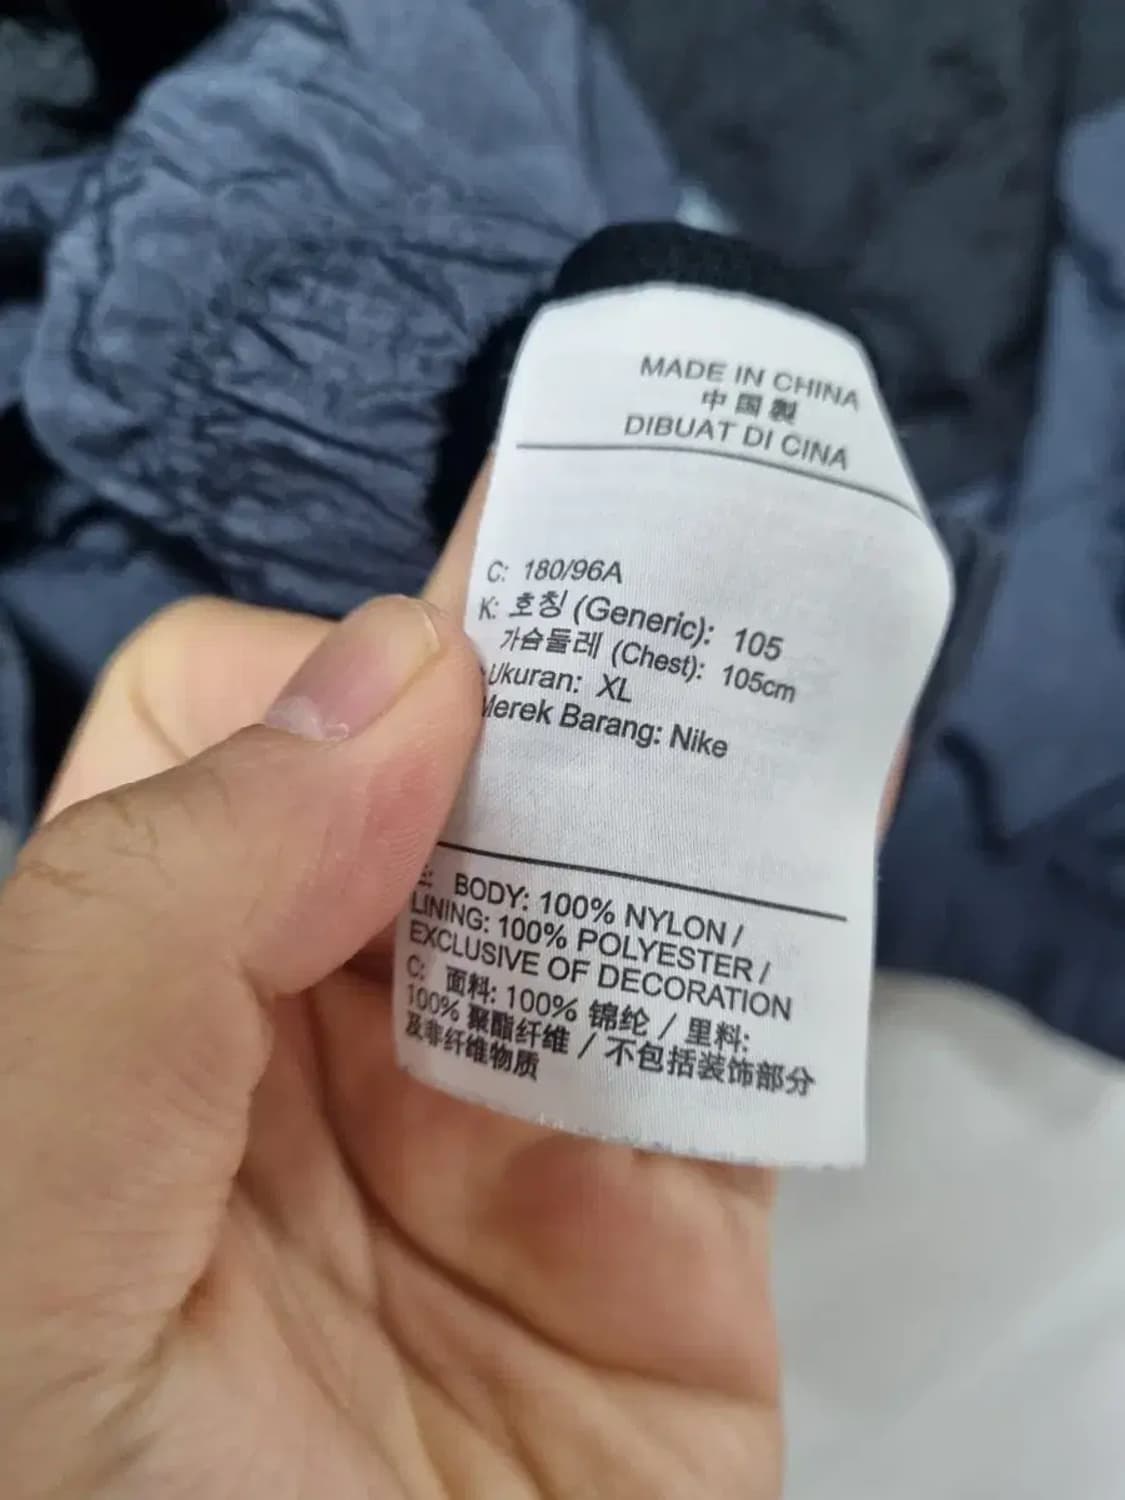 MADE IN CHINA
中国製
DIBUAT DI CINA
C: 180/96A
K: 호칭 (Generic): 105
가슴둘레 (Chest): 105cm
Ukuran: XL
Merek Barang: Nike
E: BODY: 100% NYLON /
LINING: 100% POLYESTER /
EXCLUSIVE OF DECORATION
C: 面料: 100% 锦纶 / 里料:
100% 聚酯纤维 / 不包括装饰部分
及非纤维物质